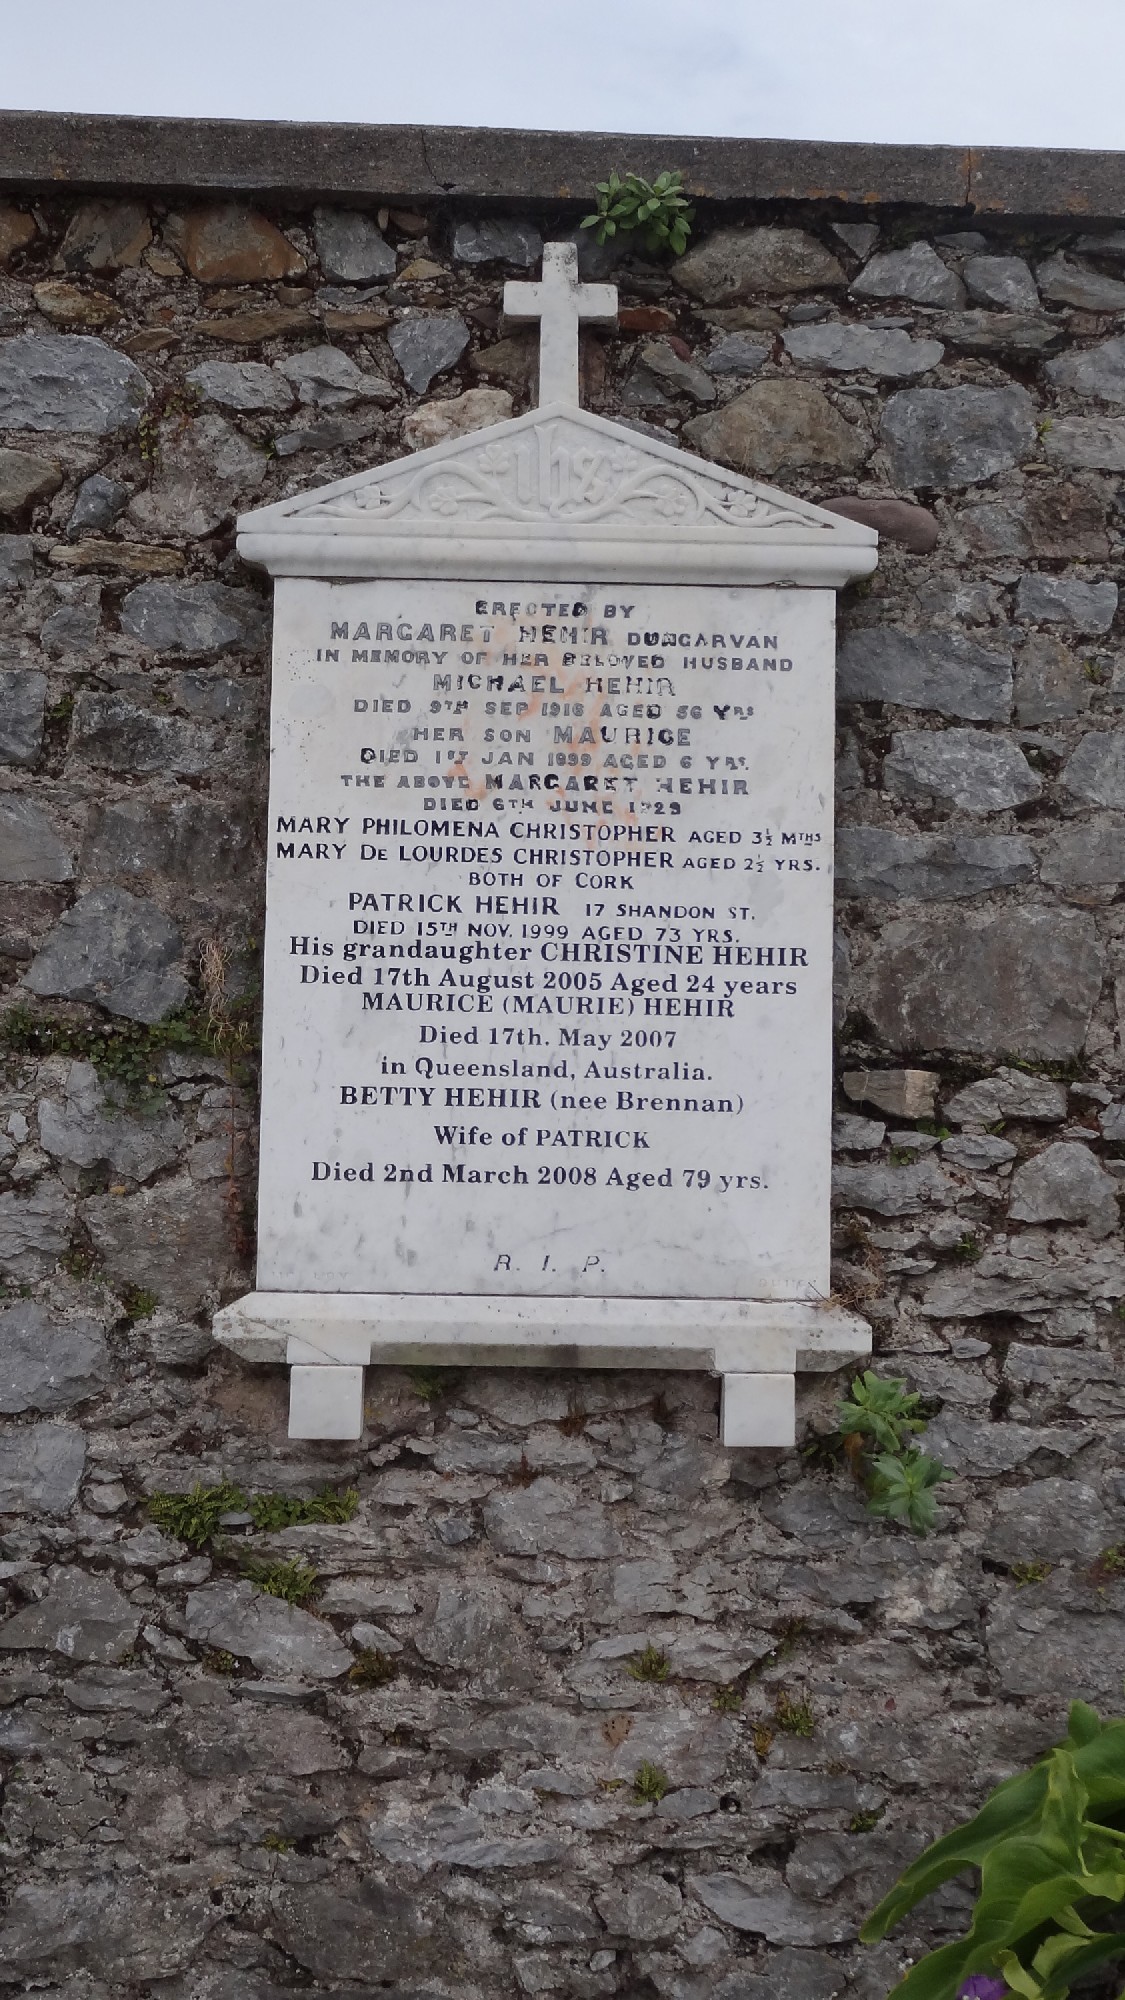 ihs
ERECTED BY
MARGARET HEHIR DUNGARVAN
IN MEMORY OF HER BELOVED HUSBAND
MICHAEL HEHIR
DIED 9TH SEP 1916 AGED 56 YRS
HER SON MAURICE
DIED 1ST JAN 1899 AGED 6 YRS.
THE ABOVE MARGARET HEHIR
DIED 6TH JUNE 1929
MARY PHILOMENA CHRISTOPHER AGED 3½ MTHS
MARY DE LOURDES CHRISTOPHER AGED 2½ YRS.
BOTH OF CORK
PATRICK HEHIR 17 SHANDON ST.
DIED 15TH NOV. 1999 AGED 73 YRS.
His grandaughter CHRISTINE HEHIR
Died 17th August 2005 Aged 24 years
MAURICE (MAURIE) HEHIR
Died 17th. May 2007
in Queensland, Australia.
BETTY HEHIR (nee Brennan)
Wife of PATRICK
Died 2nd March 2008 Aged 79 yrs.
R. I. P.